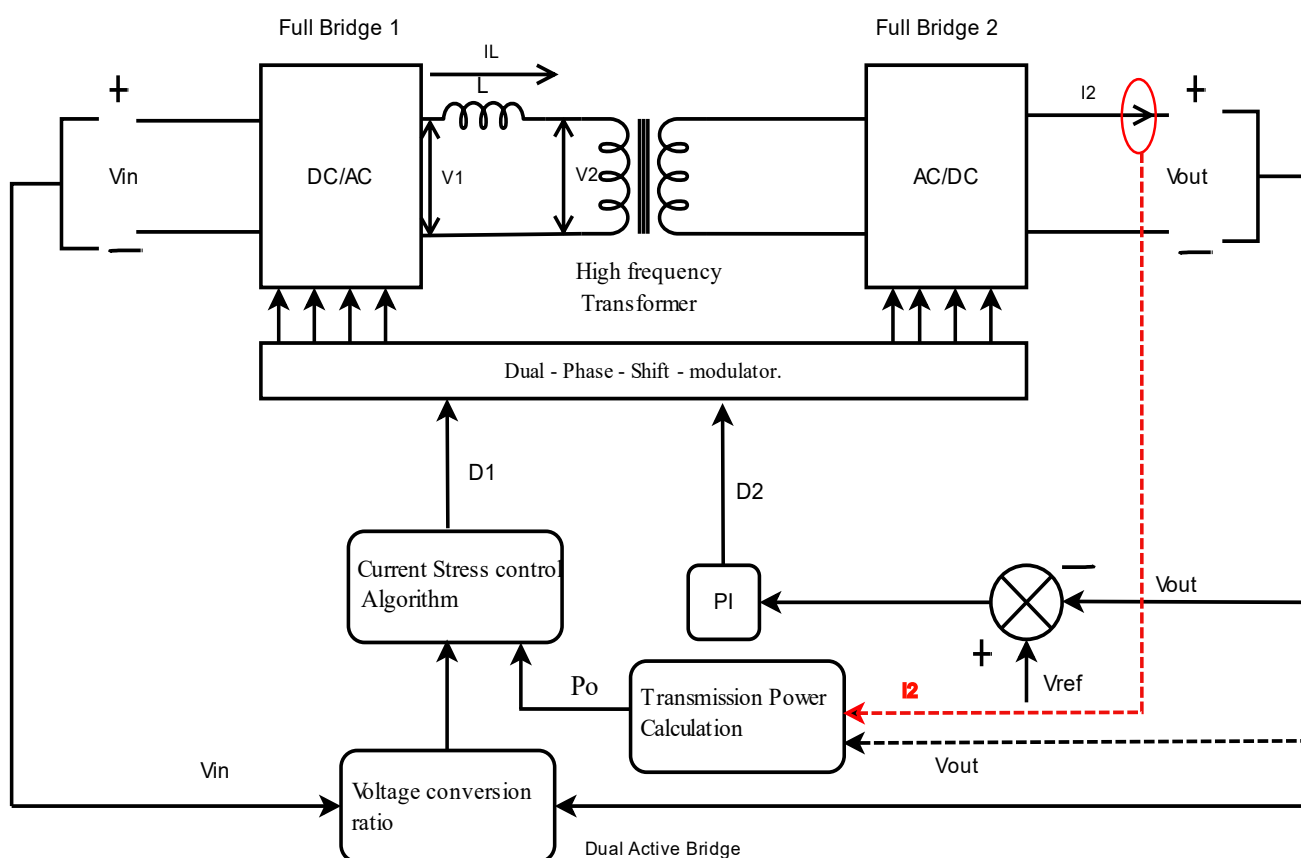 Full Bridge 1
Full Bridge 2
IL
L
I2
+
+
Vin
DC/AC
V1
V2
AC/DC
Vout
—
—
High frequency
Transformer
Dual - Phase - Shift - modulator.
D1
D2
Current Stress control
Algorithm
PI
—
Vout
+
Vref
Po
Transmission Power
Calculation
I2
Vout
Vin
Voltage conversion
ratio
Dual Active Bridge